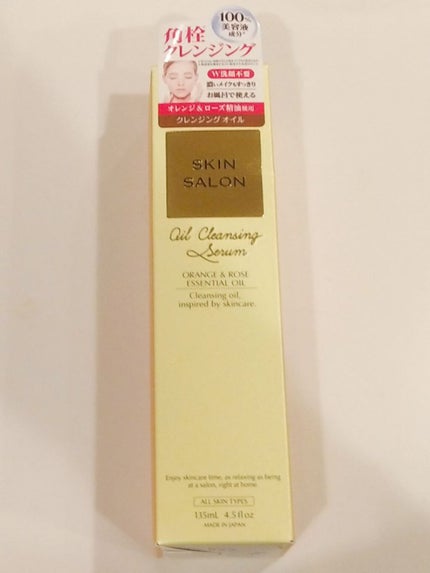 100%
美容液
成分
角栓
クレンジング
W洗顔不要
濃いメイクもすっきり
お風呂で使える
オレンジ&ローズ精油使用
クレンジング オイル
SKIN
SALON
Oil Cleansing
Serum
ORANGE & ROSE
ESSENTIAL OIL
Cleansing oil,
inspired by skincare.
Enjoy skincare time, as relaxing as being
at a salon, right at home.
ALL SKIN TYPES
135mL 4.5fl oz
MADE IN JAPAN